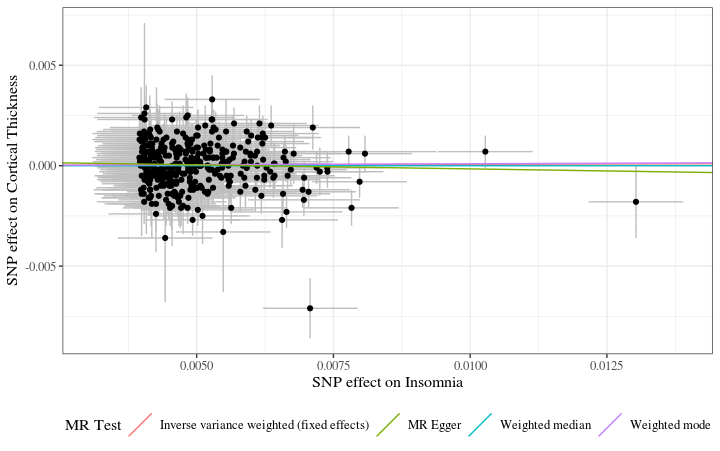 SNP effect on Cortical Thickness
0.005
0.000
-0.005
0.0050 0.0075 0.0100 0.0125
SNP effect on Insomnia
MR Test Inverse variance weighted (fixed effects) MR Egger Weighted median Weighted mode